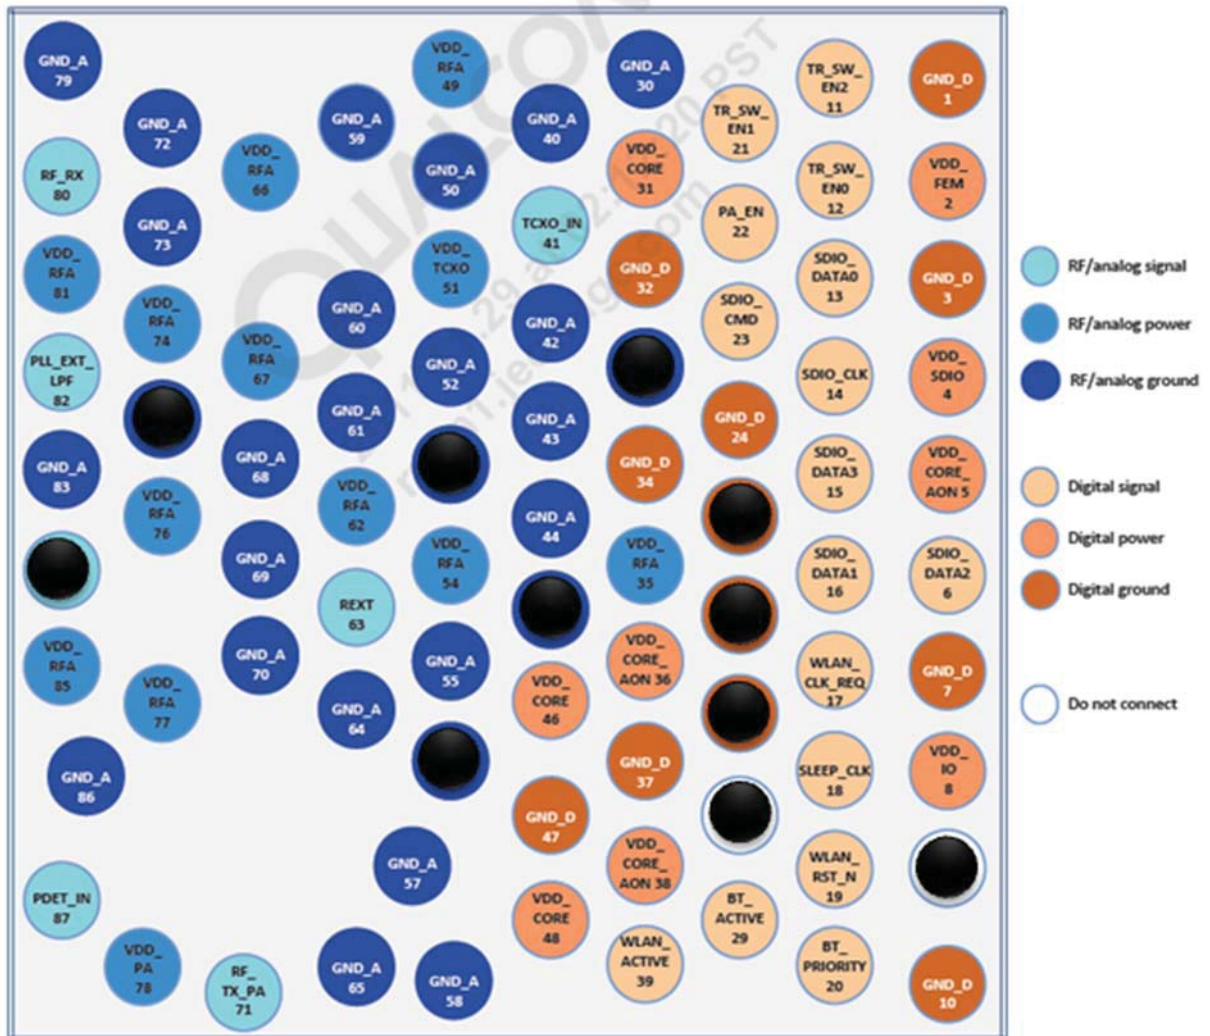 GND_A
79
RF_RX
80
VDD_
RFA
81
PLL_EXT_
LPF
82
GND_A
83
VDD_
RFA
85
GND_A
86
PDET_IN
87
GND_A
72
GND_A
73
VDD_
RFA
74
VDD_
RFA
76
VDD_
RFA
77
VDD_
PA
78
VDD_
RFA
66
VDD_
RFA
67
GND_A
68
GND_A
69
GND_A
70
RF_
TX_PA
71
GND_A
59
GND_A
60
GND_A
61
VDD_
RFA
62
REXT
63
GND_A
64
GND_A
65
VDD_
RFA
49
GND_A
50
VDD_
TCXO
51
GND_A
52
VDD_
RFA
54
GND_A
55
GND_A
57
GND_A
58
GND_A
40
TCXO_IN
41
GND_A
42
GND_A
43
GND_A
44
VDD_
CORE
46
GND_D
47
VDD_
CORE
48
GND_A
30
VDD_
CORE
31
GND_D
32
GND_D
34
VDD_
RFA
35
VDD_
CORE_
AON 36
GND_D
37
VDD_
CORE_
AON 38
WLAN_
ACTIVE
39
TR_SW_
EN1
21
PA_EN
22
SDIO_
CMD
23
GND_D
24
BT_
ACTIVE
29
TR_SW_
EN2
11
TR_SW_
EN0
12
SDIO_
DATA0
13
SDIO_CLK
14
SDIO_
DATA3
15
SDIO_
DATA1
16
WLAN_
CLK_REQ
17
SLEEP_CLK
18
WLAN_
RST_N
19
BT_
PRIORITY
20
GND_D
1
VDD_
FEM
2
GND_D
3
VDD_
SDIO
4
VDD_
CORE_
AON 5
SDIO_
DATA2
6
GND_D
7
VDD_
IO
8
GND_D
10
RF/analog signal
RF/analog power
RF/analog ground
Digital signal
Digital power
Digital ground
Do not connect
PST